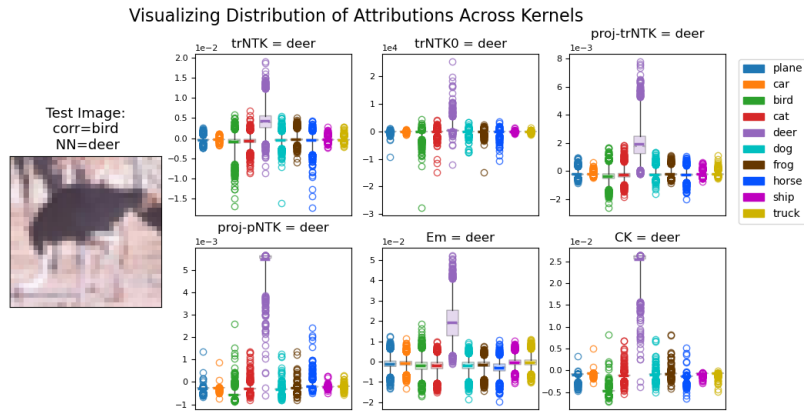 Visualizing Distribution of Attributions Across Kernels
Test Image:
corr=bird
NN=deer
trNTK = deer
1e−2
2.0
1.5
1.0
0.5
0.0
−0.5
−1.0
−1.5
trNTK0 = deer
1e4
3
2
1
0
−1
−2
−3
proj-trNTK = deer
1e−3
8
6
4
2
0
−2
plane
car
bird
cat
deer
dog
frog
horse
ship
truck
proj-pNTK = deer
1e−3
5
4
3
2
1
0
−1
Em = deer
1e−2
5
4
3
2
1
0
−1
−2
CK = deer
1e−2
2.5
2.0
1.5
1.0
0.5
0.0
−0.5